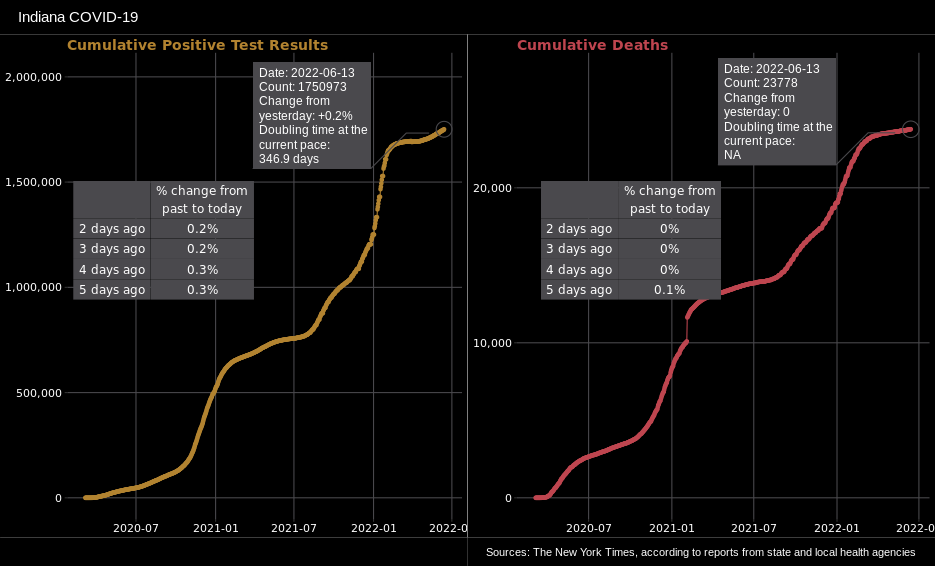 Indiana COVID-19
Cumulative Positive Test Results
2,000,000
1,500,000
1,000,000
500,000
0
Date: 2022-06-13
Count: 1750973
Change from
yesterday: +0.2%
Doubling time at the
current pace:
346.9 days
% change from
past to today
2 days ago 0.2%
3 days ago 0.2%
4 days ago 0.3%
5 days ago 0.3%
2020-07 2021-01 2021-07 2022-01 2022-0
Cumulative Deaths
20,000
10,000
0
Date: 2022-06-13
Count: 23778
Change from
yesterday: 0
Doubling time at the
current pace:
NA
% change from
past to today
2 days ago 0%
3 days ago 0%
4 days ago 0%
5 days ago 0.1%
2020-07 2021-01 2021-07 2022-01 2022-0
Sources: The New York Times, according to reports from state and local health agencies